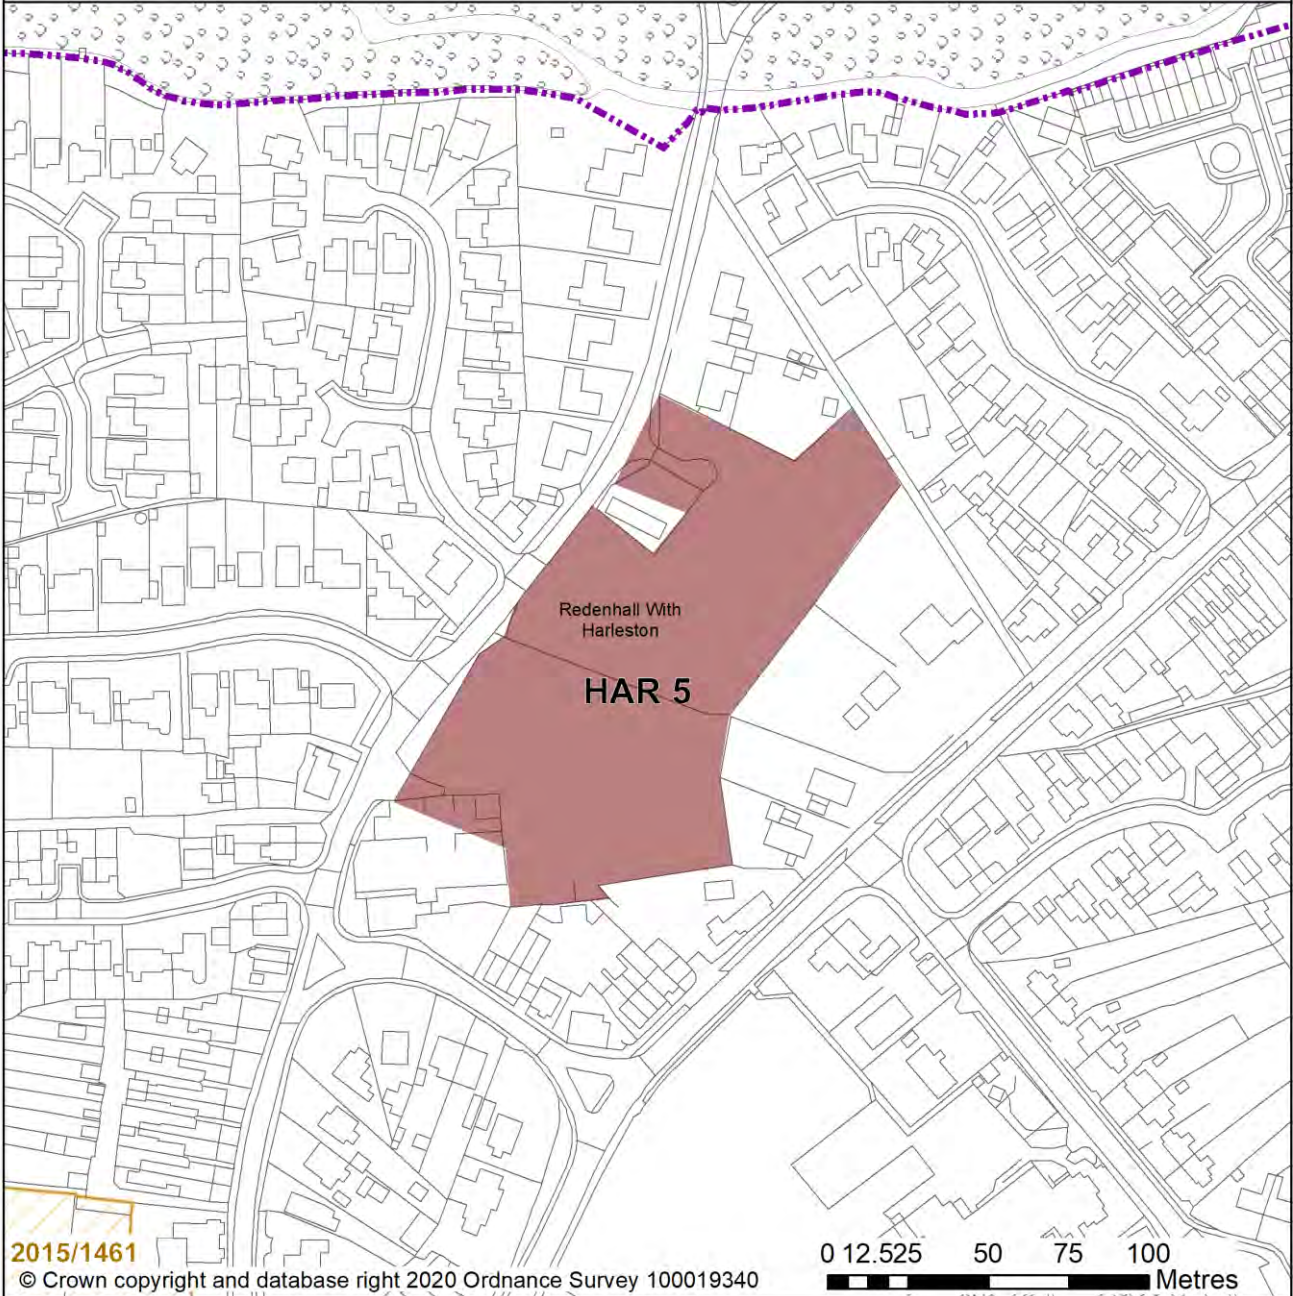 Redenhall With
Harleston
HAR 5
2015/1461
0 12.525 50 75 100
Metres
© Crown copyright and database right 2020 Ordnance Survey 100019340